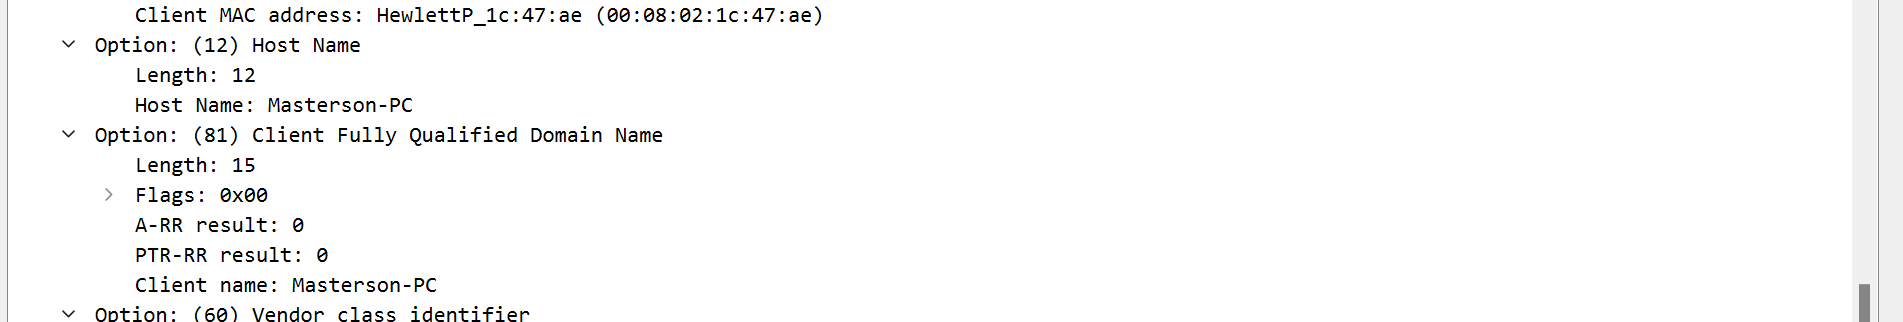 Client MAC address: HewlettP_1c:47:ae (00:08:02:1c:47:ae)
Option: (12) Host Name
Length: 12
Host Name: Masterson-PC
Option: (81) Client Fully Qualified Domain Name
Length: 15
Flags: 0x00
A-RR result: 0
PTR-RR result: 0
Client name: Masterson-PC
Option: (60) Vendor class identifier